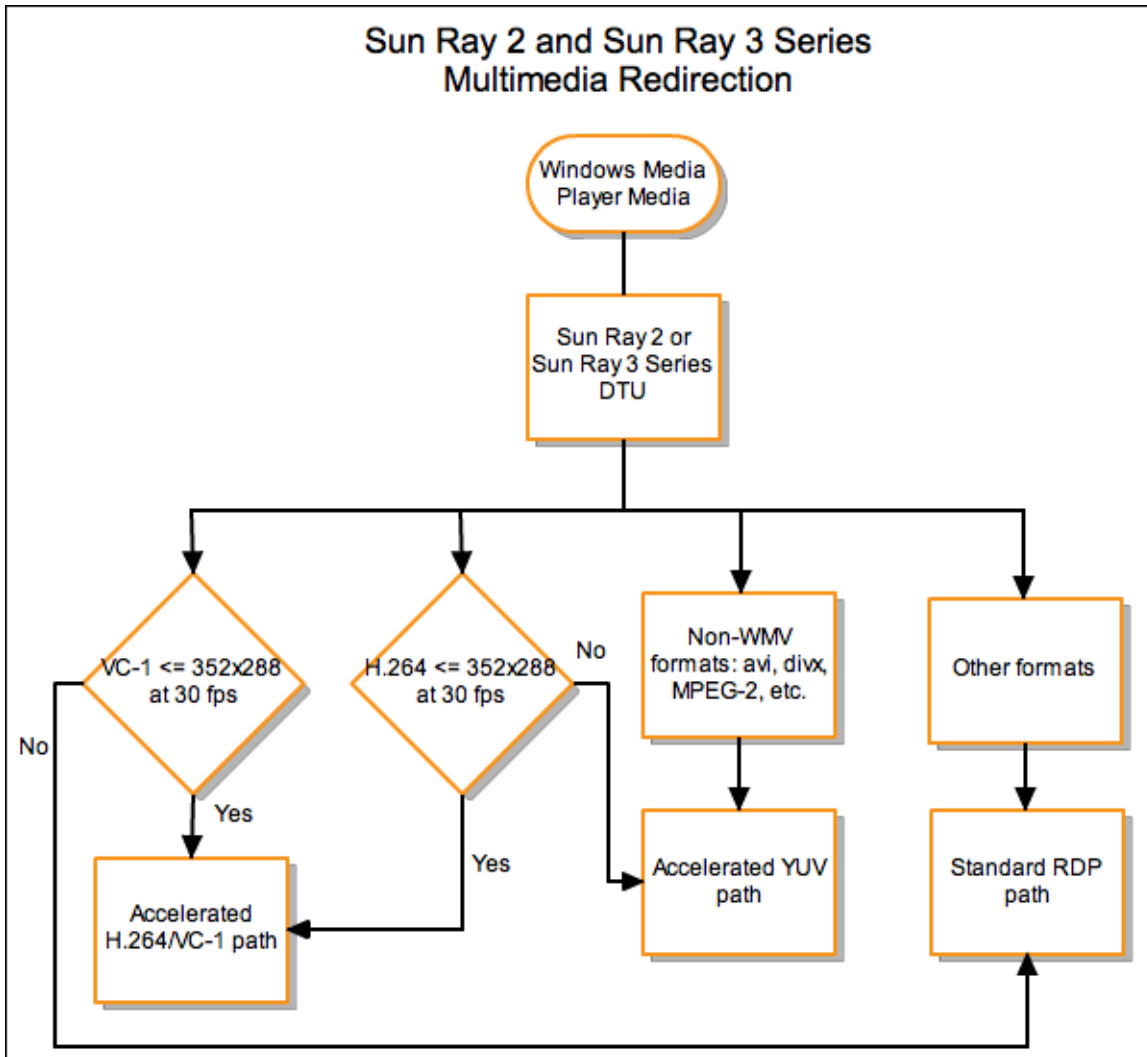 Sun Ray 2 and Sun Ray 3 Series
Multimedia Redirection
Windows Media
Player Media
Sun Ray 2 or
Sun Ray 3 Series
DTU
VC-1 <= 352x288
at 30 fps
No
Yes
H.264 <= 352x288
at 30 fps
No
Yes
Non-WMV
formats: avi, divx,
MPEG-2, etc.
Other formats
Accelerated
H.264/VC-1 path
Accelerated YUV
path
Standard RDP
path